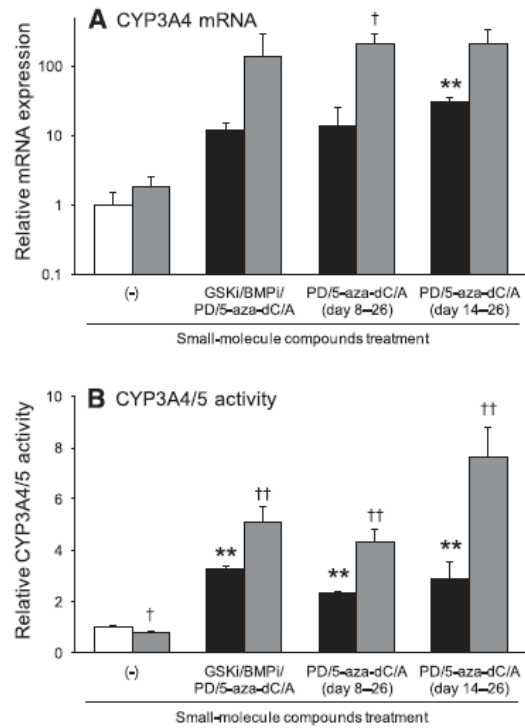 A CYP3A4 mRNA
Relative mRNA expression
100
10
1
0.1
†
**
(-)
GSKi/BMPi/
PD/5-aza-dC/A
PD/5-aza-dC/A
(day 8–26)
PD/5-aza-dC/A
(day 14–26)
Small-molecule compounds treatment
B CYP3A4/5 activity
Relative CYP3A4/5 activity
10
8
6
4
2
0
†
**
††
**
††
**
††
(-)
GSKi/BMPi/
PD/5-aza-dC/A
PD/5-aza-dC/A
(day 8–26)
PD/5-aza-dC/A
(day 14–26)
Small-molecule compounds treatment